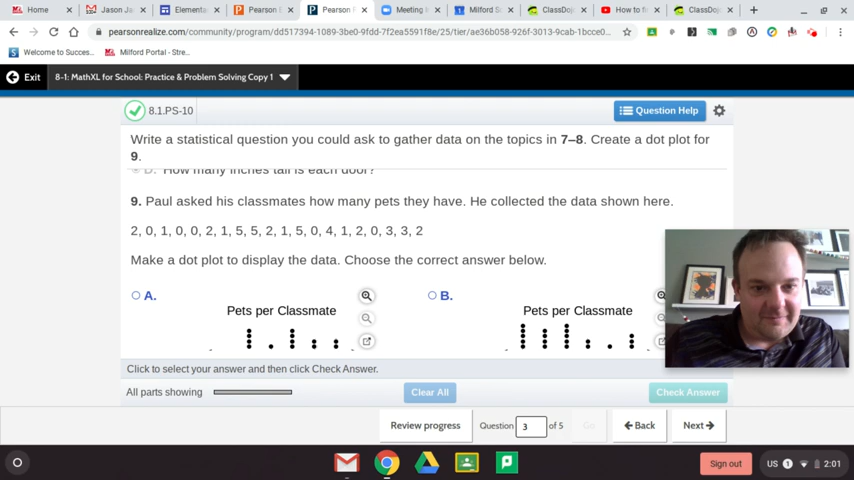 Home
Jason Ja
Elementa
Pearson E
Pearson R
Meeting I
Milford S
ClassDoj
How to fi
ClassDoj
pearsonrealize.com/community/program/dd517394-1089-3be0-9fdd-7f2ea5591f8e/25/tier/ae36b058-926f-3013-9cab-1bcce0...
Welcome to Succes...
Milford Portal - Stre...
Exit
8-1: MathXL for School: Practice & Problem Solving Copy 1
8.1.PS-10
Question Help
Write a statistical question you could ask to gather data on the topics in 7–8. Create a dot plot for
9.
D. How many inches tall is each door?
9. Paul asked his classmates how many pets they have. He collected the data shown here.
2, 0, 1, 0, 0, 2, 1, 5, 5, 2, 1, 5, 0, 4, 1, 2, 0, 3, 3, 2
Make a dot plot to display the data. Choose the correct answer below.
A.
B.
Pets per Classmate
Pets per Classmate
Click to select your answer and then click Check Answer.
All parts showing
Clear All
Check Answer
Review progress
Question 3 of 5
Go
Back
Next
Sign out
US
1
2:01